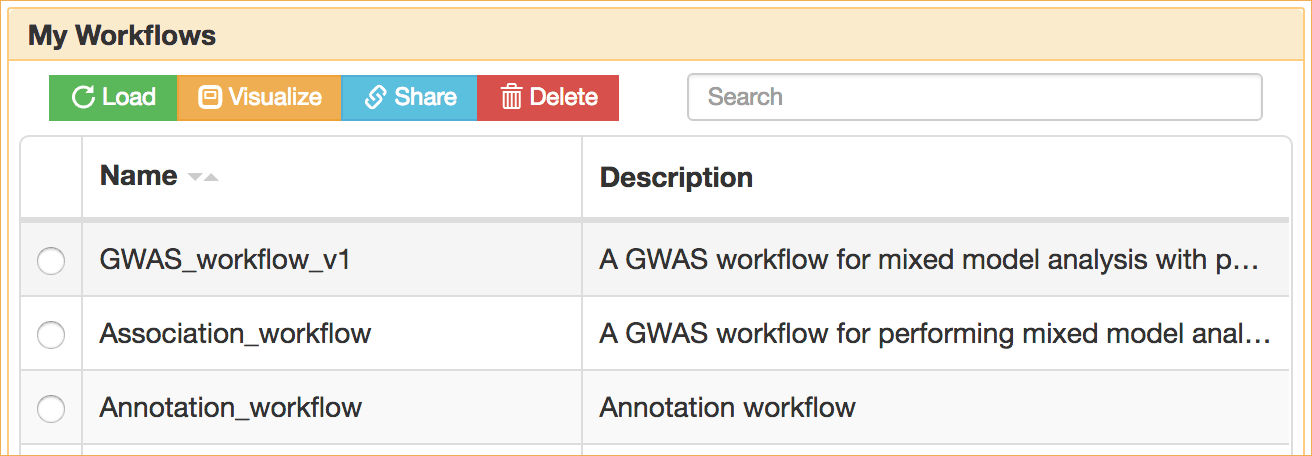 My Workflows
Load Visualize Share Delete Search
Name Description
GWAS_workflow_v1 A GWAS workflow for mixed model analysis with p...
Association_workflow A GWAS workflow for performing mixed model anal...
Annotation_workflow Annotation workflow